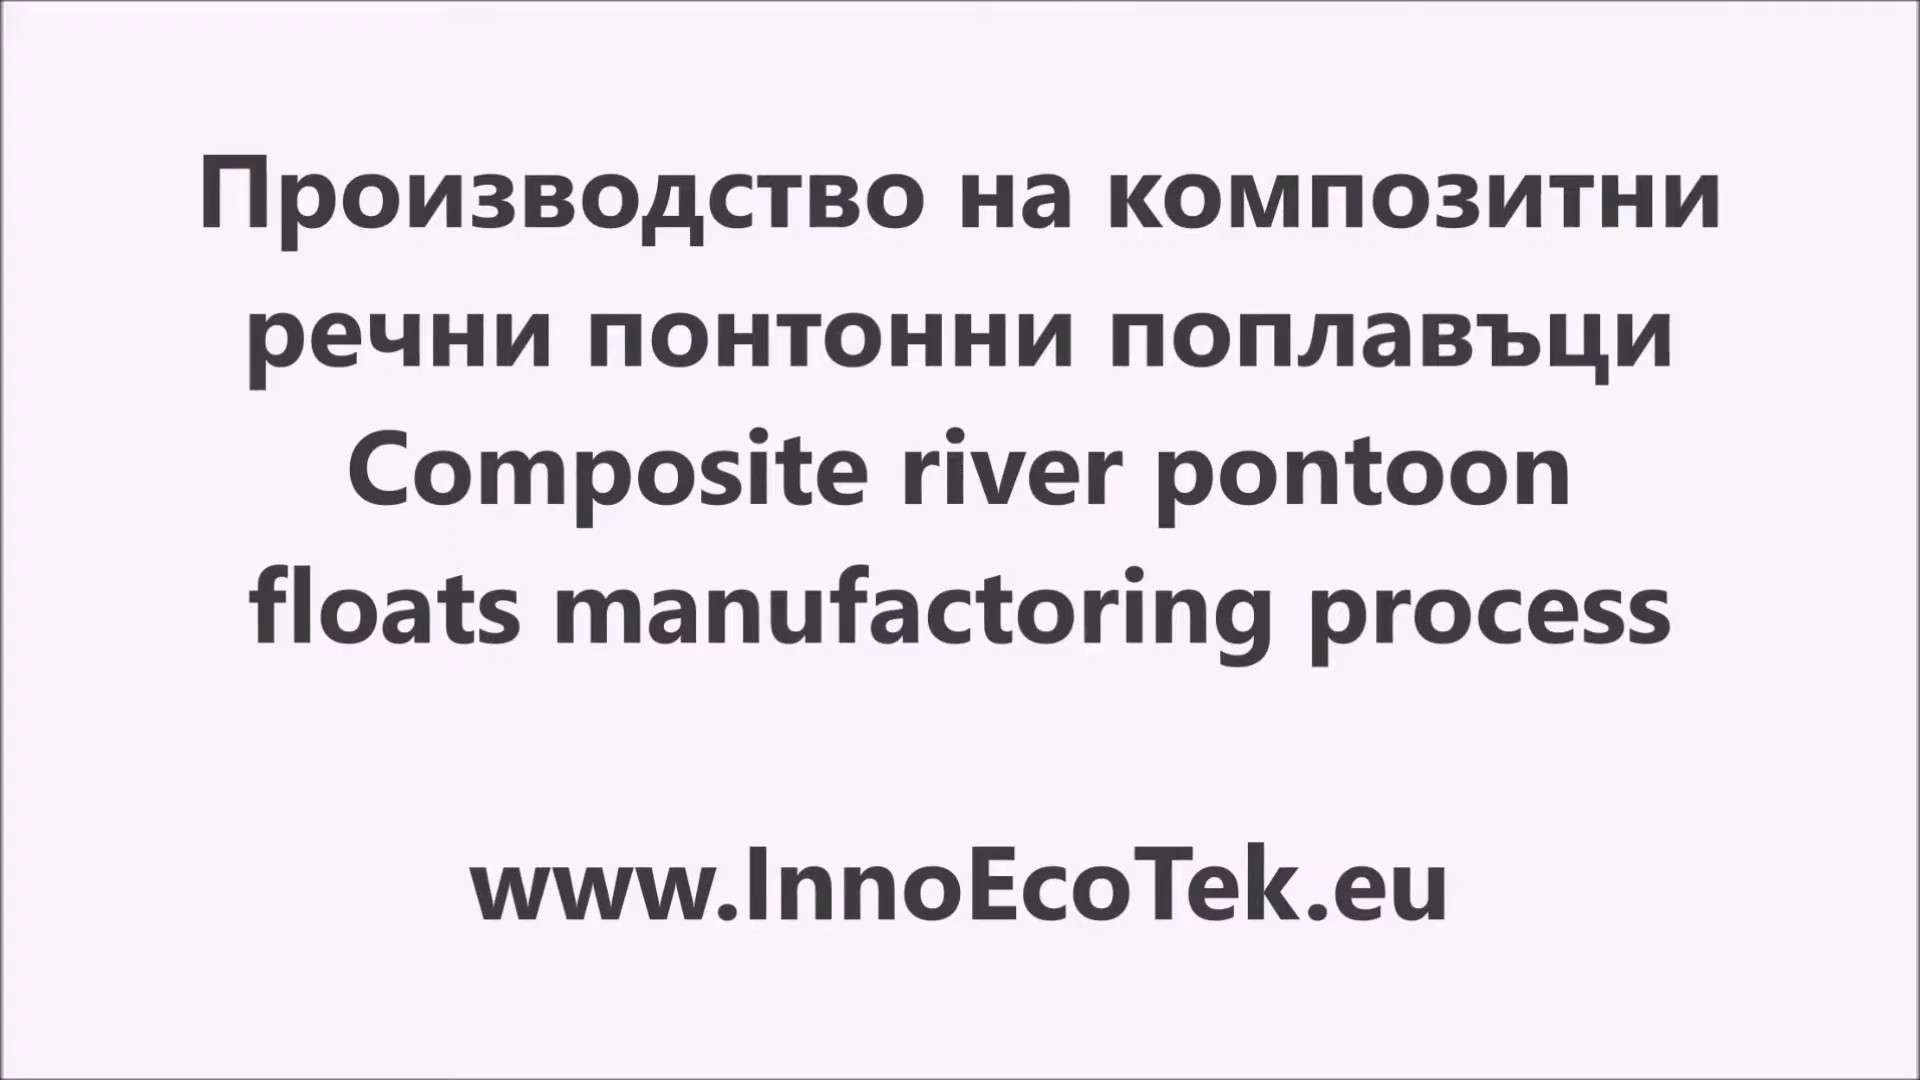 Производство на композитни
речни понтонни поплавъци
Composite river pontoon
floats manufactoring process
www.InnoEcoTek.eu